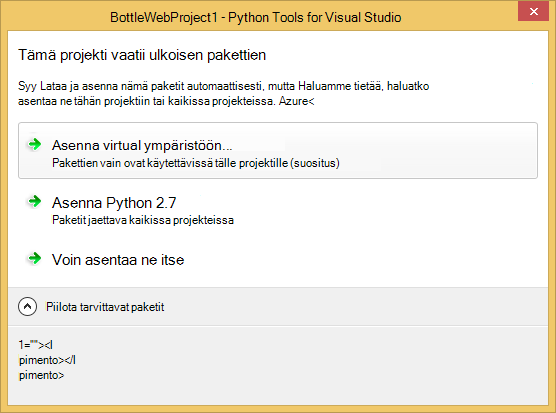 BottleWebProject1 - Python Tools for Visual Studio
Tämä projekti vaatii ulkoisen pakettien
Syy Lataa ja asenna nämä paketit automaattisesti, mutta Haluamme tietää, haluatko
asentaa ne tähän projektiin tai kaikissa projekteissa. Azure<
Asenna virtual ympäristöön...
Pakettien vain ovat käytettävissä tälle projektille (suositus)
Asenna Python 2.7
Paketit jaettava kaikissa projekteissa
Voin asentaa ne itse
Piilota tarvittavat paketit
1=""><I
pimento></I
pimento>